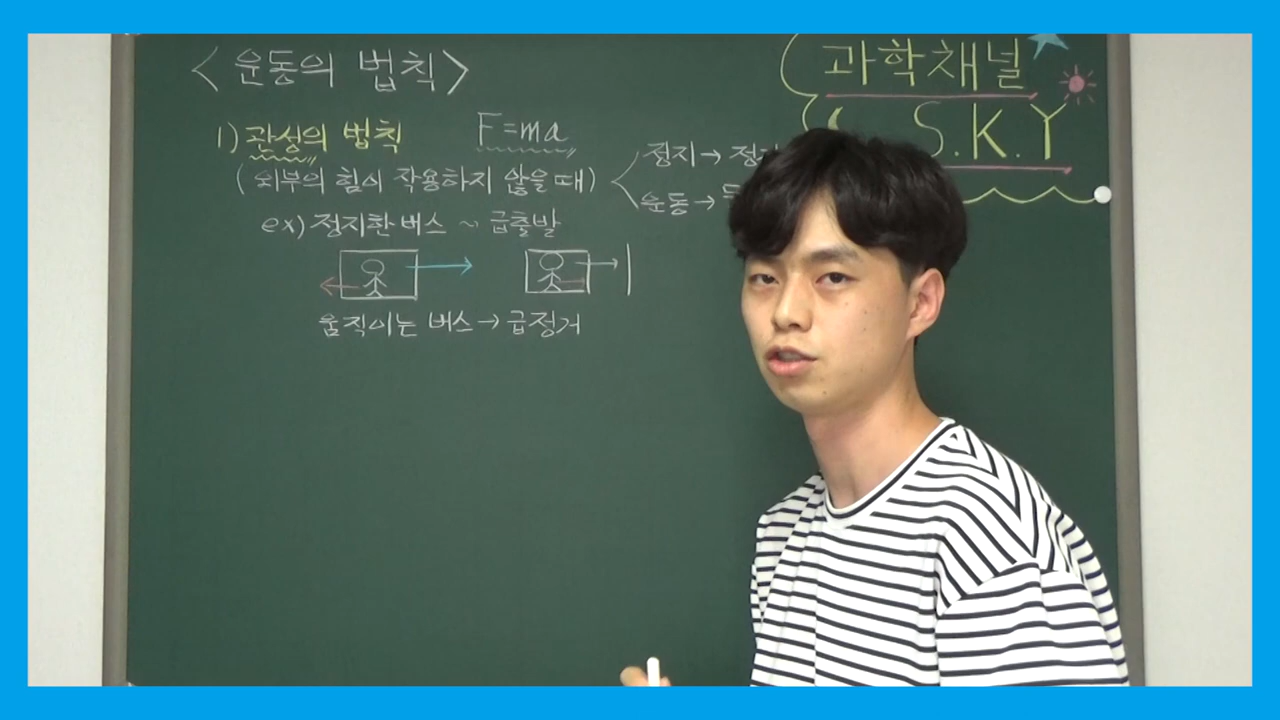 <운동의 법칙>
1) 관성의 법칙 F=ma
(외부의 힘이 작용하지 않을 때)
정지→
운동→
ex) 정지한 버스 ~ 급출발
움직이는 버스→급정거
과학채널
S.K.Y